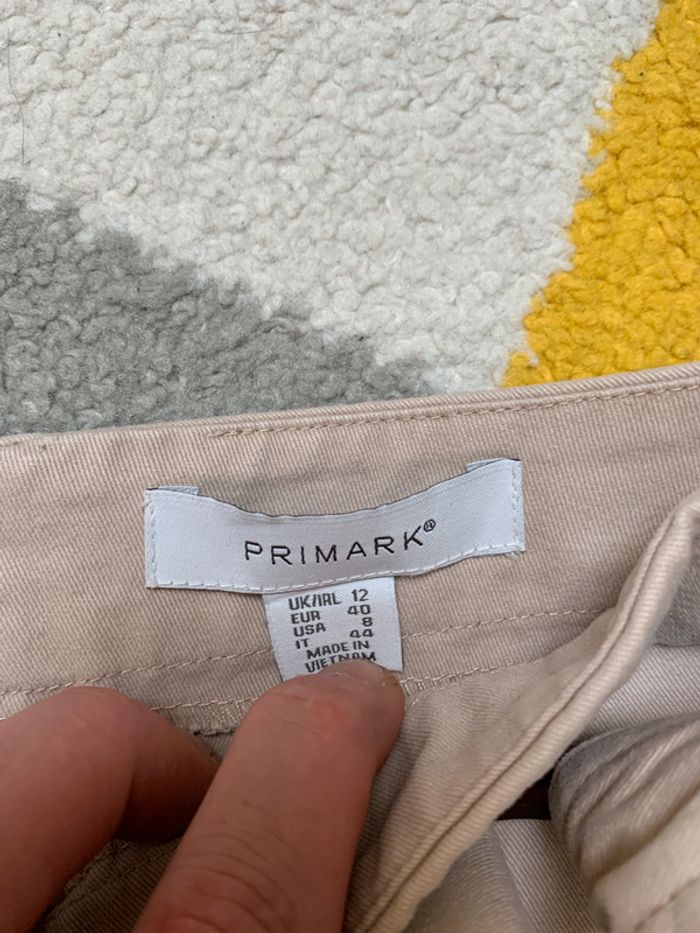 PRIMARK®
UK/IRL 12
EUR 40
USA 8
IT 44
MADE IN
VIETNAM